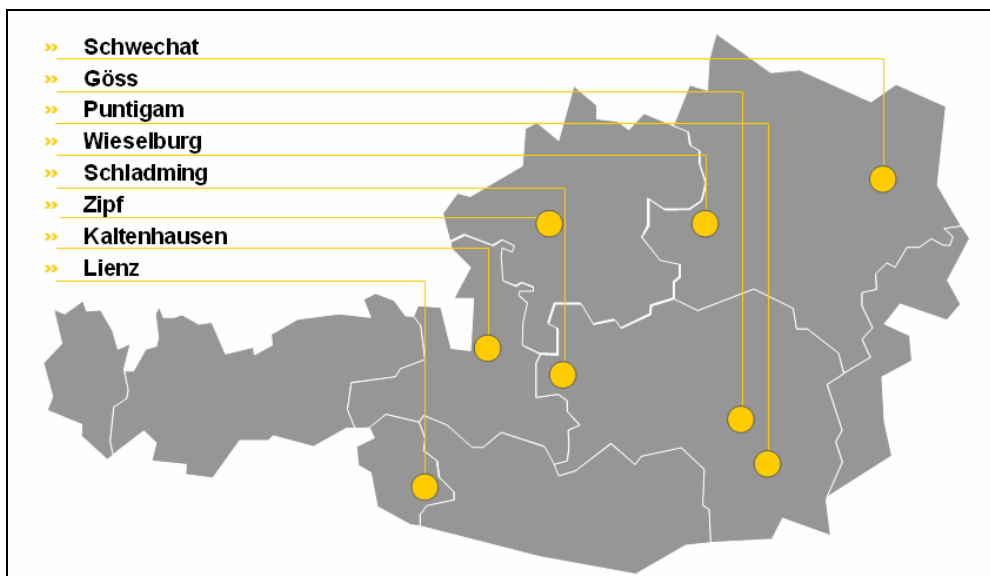 » Schwechat
» Göss
» Puntigam
» Wieselburg
» Schladming
» Zipf
» Kaltenhausen
» Lienz